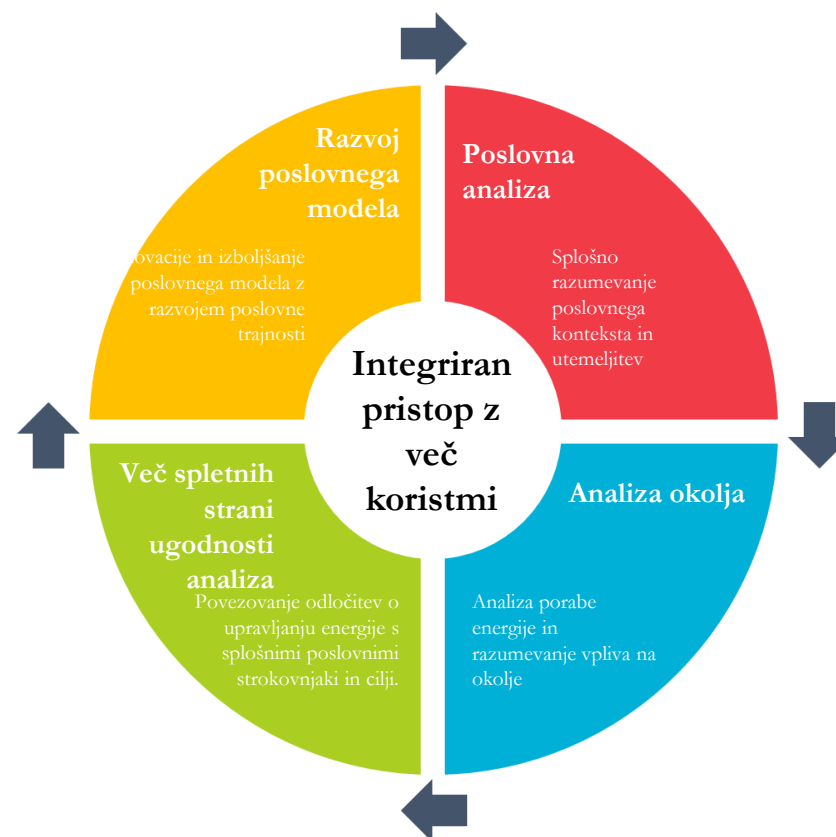 Razvoj
poslovnega
modela
ovacije in izboljšanje
poslovnega modela z
razvojem poslovne
trajnosti
Poslovna
analiza
Splošno
razumevanje
poslovnega
konteksta in
utemeljitev
Integriran
pristop z
več
koristmi
Več spletnih
strani
ugodnosti
analiza
Povezovanje odločitev o
upravljanju energije s
splošnimi poslovnimi
strokovnjaki in cilji.
Analiza okolja
Analiza porabe
energije in
razumevanje vpliva na
okolje